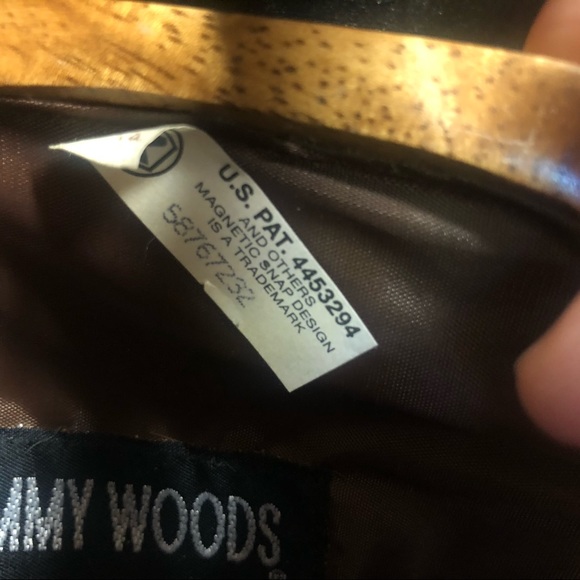 U.S. PAT. 4453294
AND OTHERS
MAGNETIC SNAP DESIGN
IS A TRADEMARK
58767232
MMY WOODS